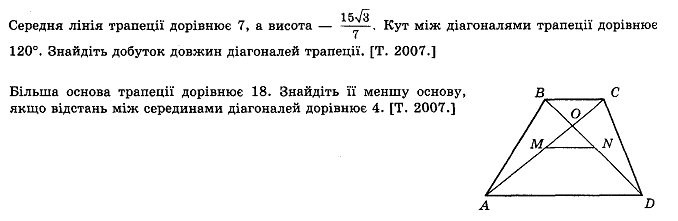 Середня лінія трапеції дорівнює 7, а висота — 15√3/7. Кут між діагоналями трапеції дорівнює
120°. Знайдіть добуток довжин діагоналей трапеції. [Т. 2007.]
Більша основа трапеції дорівнює 18. Знайдіть її меншу основу,
якщо відстань між серединами діагоналей дорівнює 4. [Т. 2007.]
B C
O
M N
A D